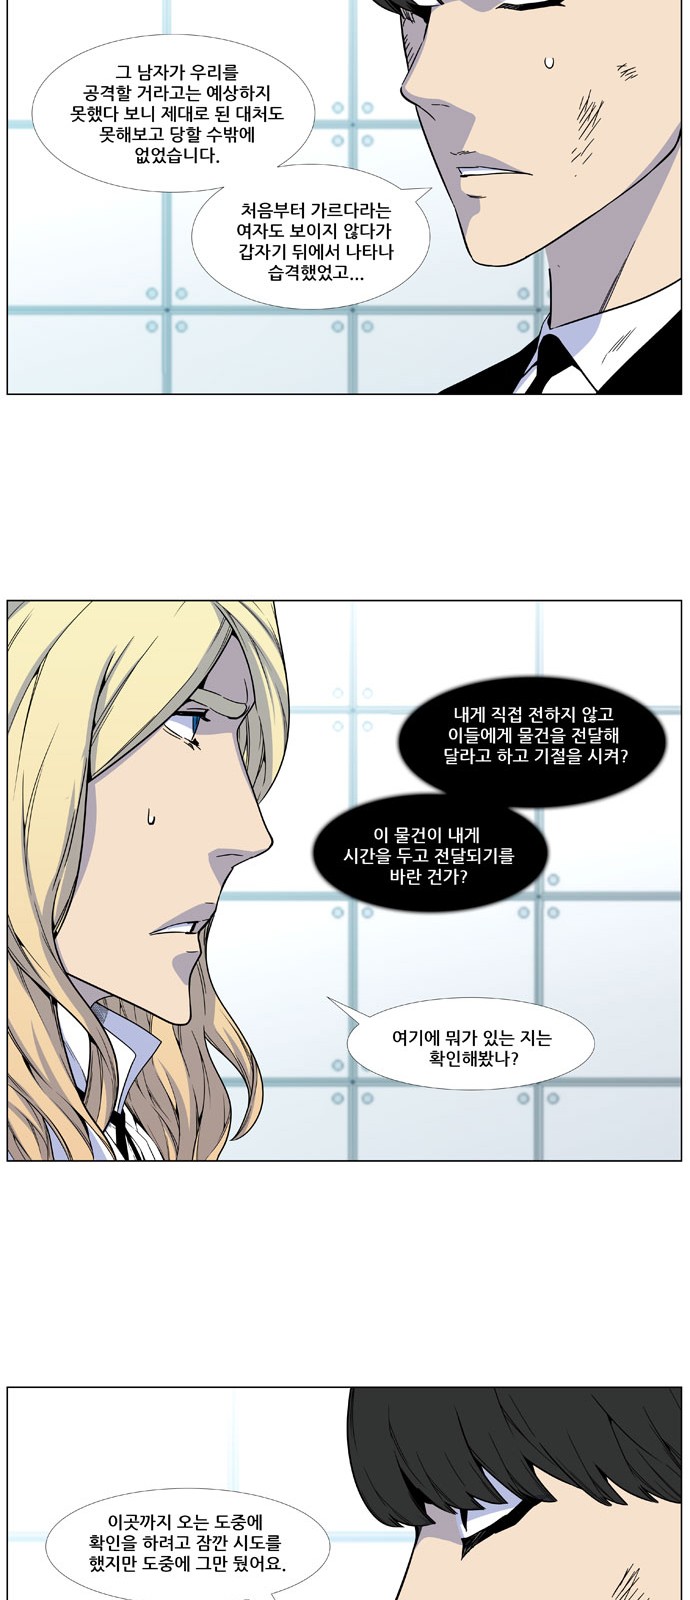 그 남자가 우리를
공격할 거라고는 예상하지
못했다 보니 제대로 된 대처도
못해보고 당할 수밖에
없었습니다.
처음부터 가르다라는
여자도 보이지 않다가
갑자기 뒤에서 나타나
습격했었고...
내게 직접 전하지 않고
이들에게 물건을 전달해
달라고 하고 기절을 시켜?
이 물건이 내게
시간을 두고 전달되기를
바란 건가?
여기에 뭐가 있는 지는
확인해봤나?
이곳까지 오는 도중에
확인을 하려고 잠깐 시도를
했지만 도중에 그만 뒀어요.